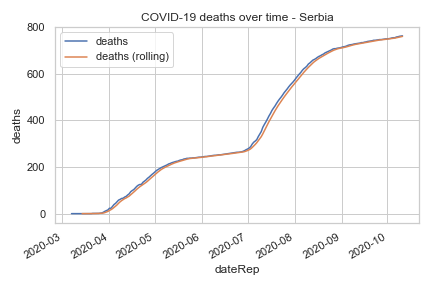 COVID-19 deaths over time - Serbia
deaths
deaths (rolling)
800
600
400
200
0
deaths
2020-03
2020-04
2020-05
2020-06
2020-07
2020-08
2020-09
2020-10
dateRep